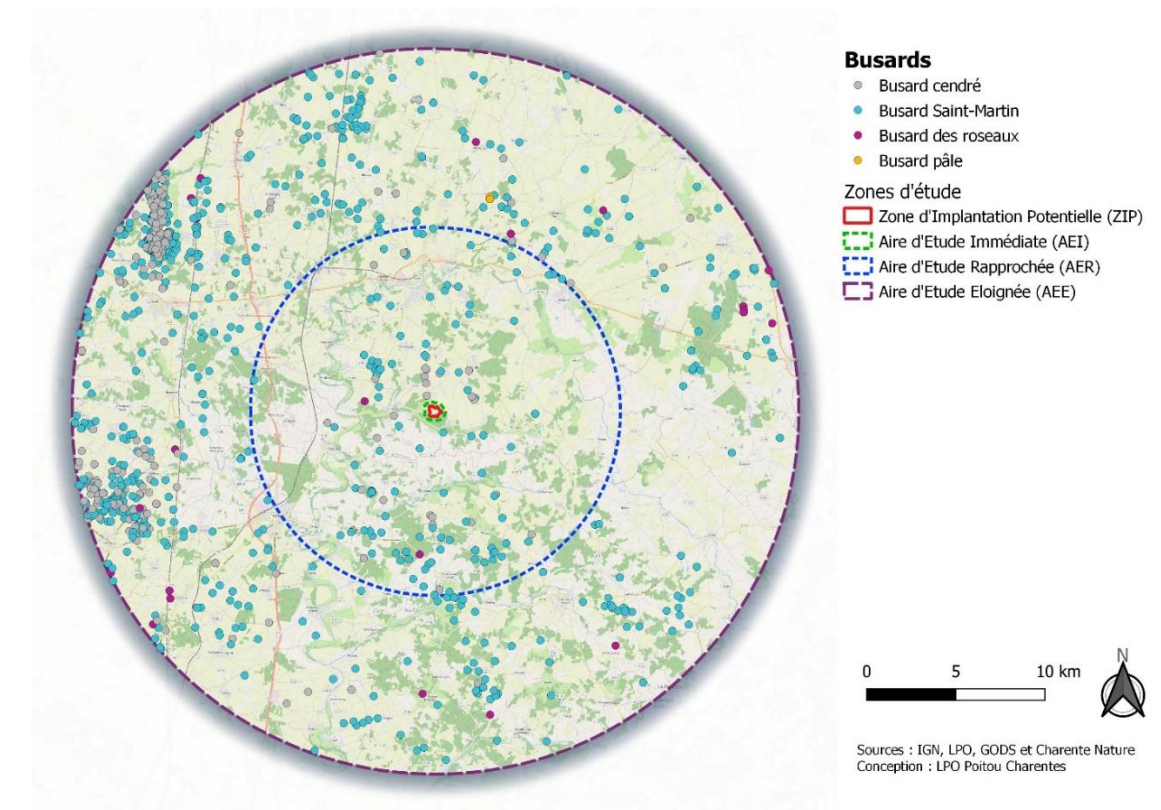 Busards
Busard cendré
Busard Saint-Martin
Busard des roseaux
Busard pâle
Zones d'étude
Zone d'Implantation Potentielle (ZIP)
Aire d'Etude Immédiate (AEI)
Aire d'Etude Rapprochée (AER)
Aire d'Etude Eloignée (AEE)
N
0 5 10 km
Sources : IGN, LPO, GODS et Charente Nature
Conception : LPO Poitou Charentes